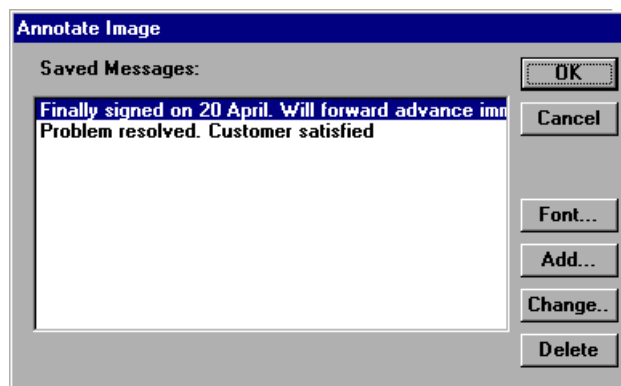 Annotate Image
Saved Messages:
Finally signed on 20 April. Will forward advance
Problem resolved. Customer satisfied
OK
Cancel
Font...
Add...
Change..
Delete